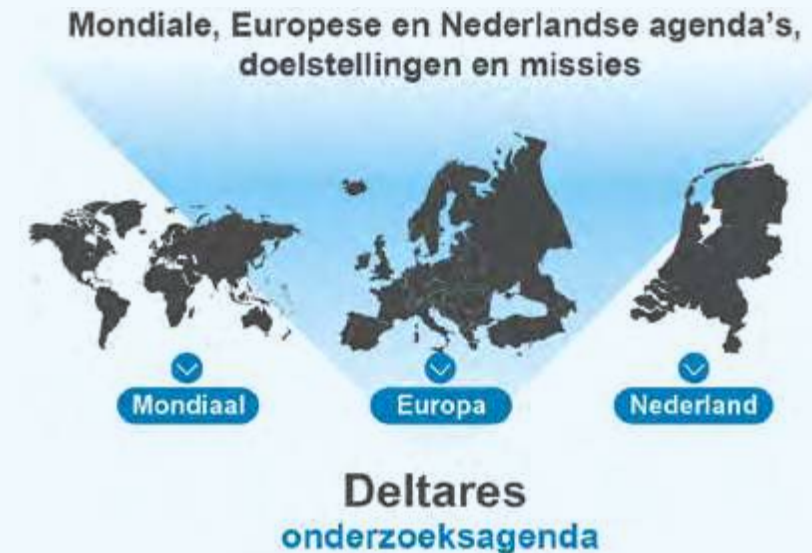 Mondiale, Europese en Nederlandse agenda's,
doelstellingen en missies
Mondiaal
Europa
Nederland
Deltares
onderzoeksagenda